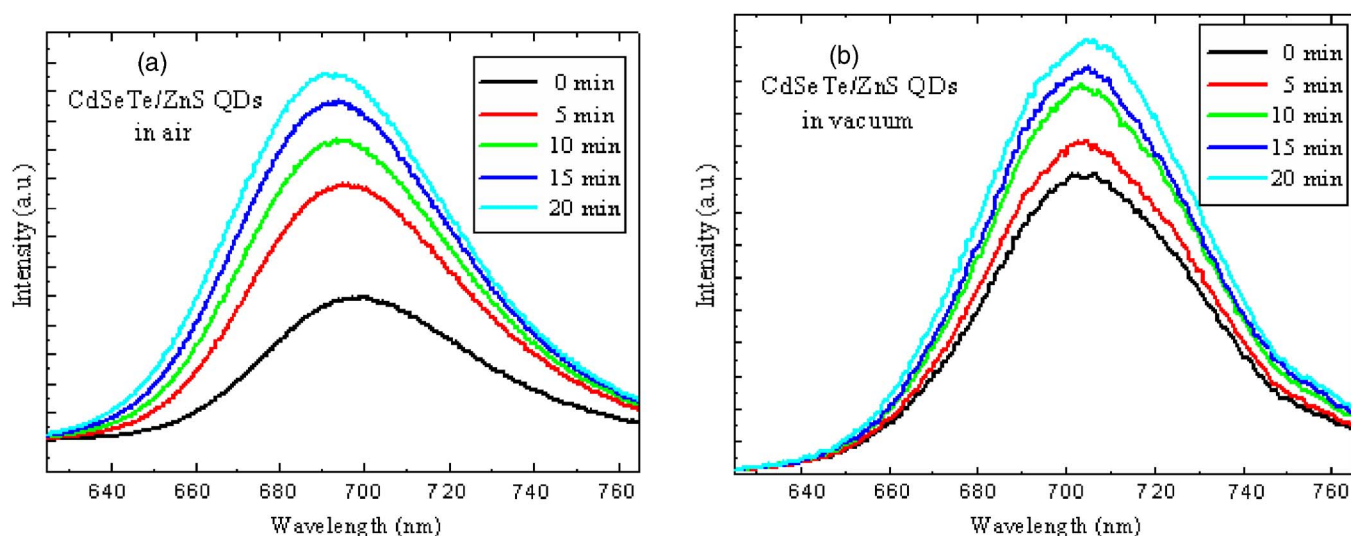 (a)
CdSeTe/ZnS QDs
in air
0 min
5 min
10 min
15 min
20 min
Intensity (a.u.)
640 660 680 700 720 740 760
Wavelength (nm)
(b)
CdSeTe/ZnS QDs
in vacuum
0 min
5 min
10 min
15 min
20 min
Intensity (a.u.)
640 660 680 700 720 740 760
Wavelength (nm)